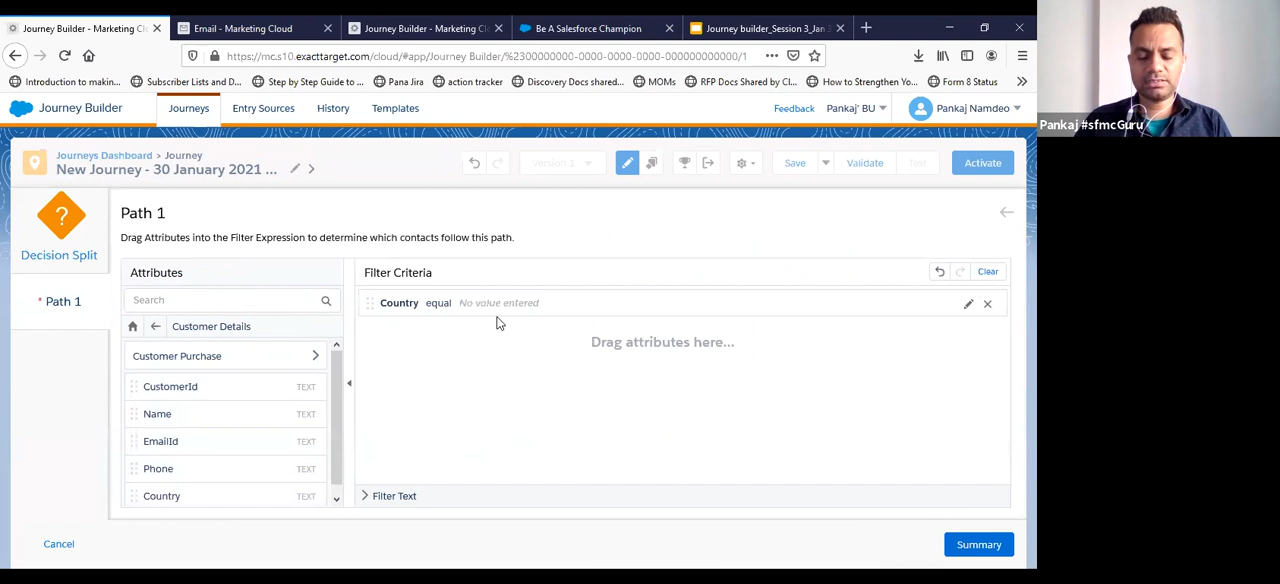 Journey Builder - Marketing Cl
Email - Marketing Cloud
Journey Builder - Marketing Cl
Be A Salesforce Champion
Journey builder_Session 3_Jan 3
https://mc.s10.exacttarget.com/cloud/#app/Journey Builder/%2300000000-0000-0000-0000-000000000000/1
Introduction to makin...
Subscriber Lists and D...
Step by Step Guide to ...
Pana Jira
Action tracker
Discovery Docs shared...
MOMs
RFP Docs Shared by Cl...
How to Strengthen Yo...
Form 8 Status
Journey Builder
Journeys
Entry Sources
History
Templates
Feedback
Pankaj' BU
Pankaj Namdeo
Pankaj #sfmcGuru
Journeys Dashboard > Journey
New Journey - 30 January 2021 ...
Version 1
Save
Validate
Test
Activate
?
Decision Split
* Path 1
Path 1
Drag Attributes into the Filter Expression to determine which contacts follow this path.
Attributes
Search
Customer Details
Customer Purchase
CustomerId TEXT
Name TEXT
EmailId TEXT
Phone TEXT
Country TEXT
Filter Criteria
Clear
Country equal No value entered
Drag attributes here...
Filter Text
Cancel
Summary